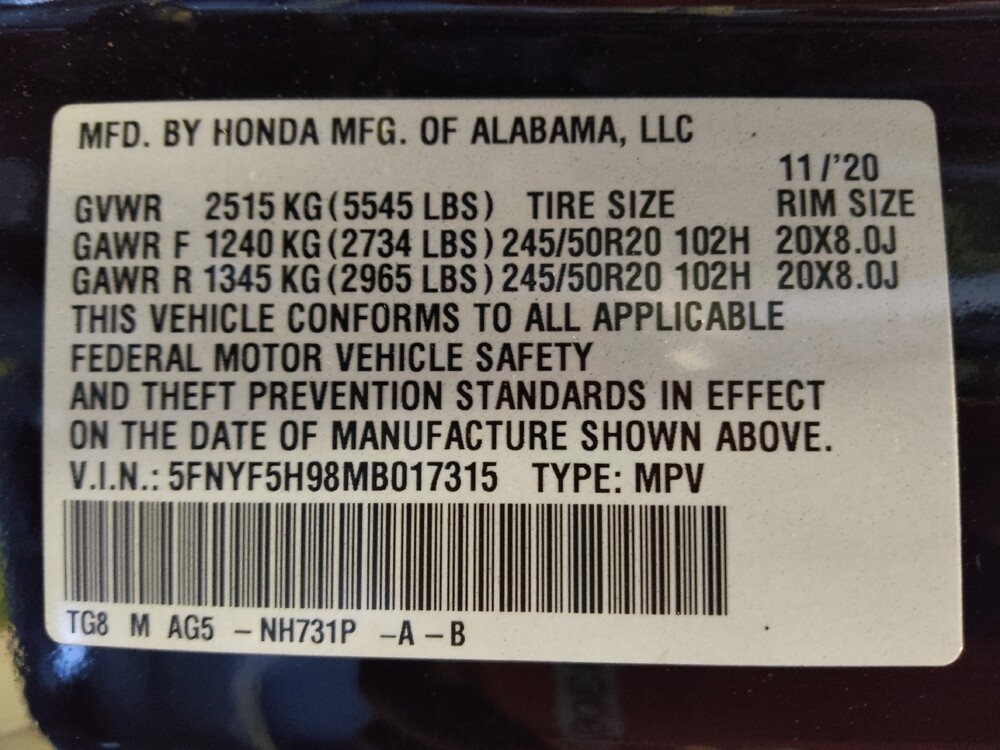 MFD. BY HONDA MFG. OF ALABAMA, LLC
11/'20
GVWR 2515 KG (5545 LBS) TIRE SIZE RIM SIZE
GAWR F 1240 KG (2734 LBS) 245/50R20 102H 20X8.0J
GAWR R 1345 KG (2965 LBS) 245/50R20 102H 20X8.0J
THIS VEHICLE CONFORMS TO ALL APPLICABLE
FEDERAL MOTOR VEHICLE SAFETY
AND THEFT PREVENTION STANDARDS IN EFFECT
ON THE DATE OF MANUFACTURE SHOWN ABOVE.
V.I.N.: 5FNYF5H98MB017315 TYPE: MPV
TG8 M AG5 – NH731P – A – B